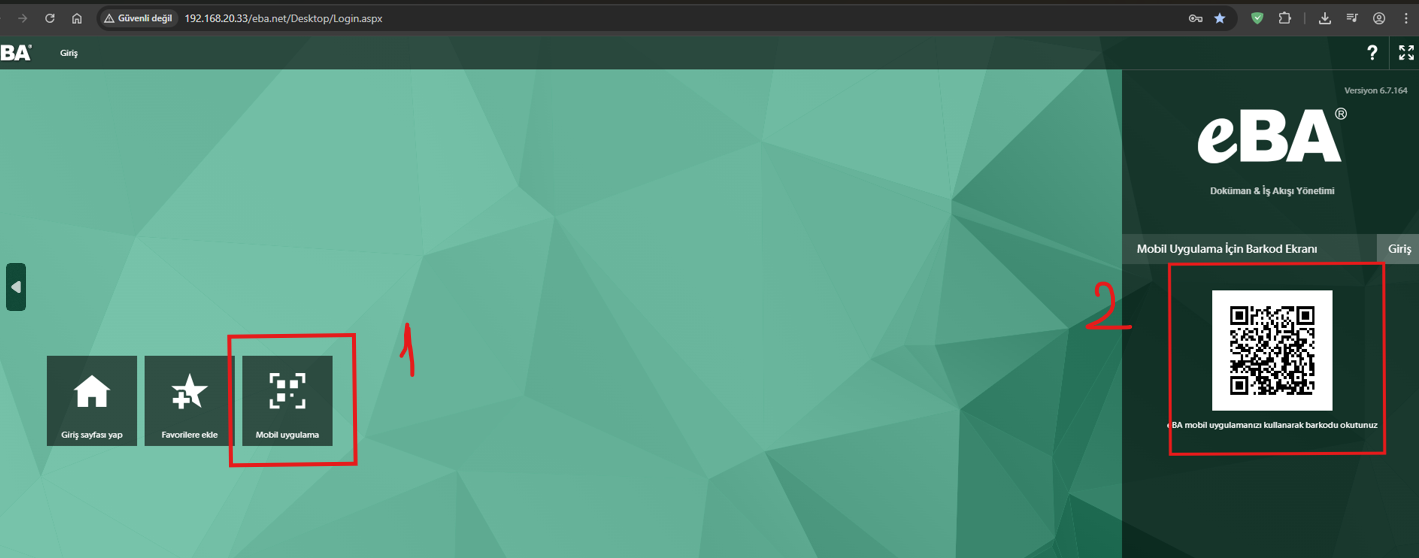 Güvenli değil 192.168.20.33/eba.net/Desktop/Login.aspx
BA® Giriş ?
Versiyon 6.7.164
eBA®
Doküman & İş Akışı Yönetimi
Mobil Uygulama İçin Barkod Ekranı Giriş
1
2
Giriş sayfası yap Favorilere ekle Mobil uygulama
eBA mobil uygulamanızı kullanarak barkodu okutunuz